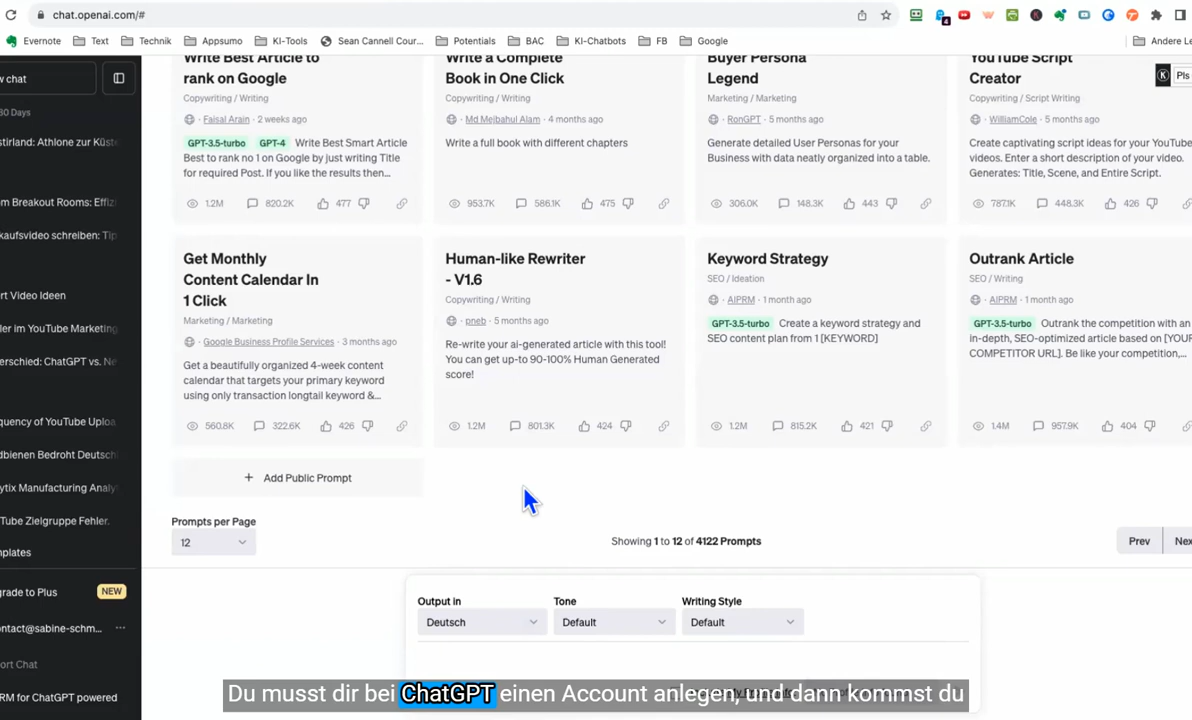 chat.openai.com/#
Evernote Text Technik Appsumo KI-Tools Sean Cannell Cour... Potentials BAC KI-Chatbots FB Google Andere Le
w chat
30 Days
stirland: Athlone zur Küste
om Breakout Rooms: Effizi
kaufsvideo schreiben: Tip
rt Video Ideen
ler im YouTube Marketing,
erschied: ChatGPT vs. Ne
quency of YouTube Uploa
dbienen Bedroht Deutschl
lytix Manufacturing Analyt
Tube Zielgruppe Fehler.
nplates
grade to Plus NEW
ontact@sabine-schm... ...
ort Chat
RM for ChatGPT powered
Write Best Article to
rank on Google
Copywriting / Writing
Faisal Arain · 2 weeks ago
GPT-3.5-turbo GPT-4 Write Best Smart Article
Best to rank no 1 on Google by just writing Title
for required Post. If you like the results then...
1.2M 820.2K 477
Write a Complete
Book in One Click
Copywriting / Writing
Md Mejbahul Alam · 4 months ago
Write a full book with different chapters
953.7K 586.1K 475
Buyer Persona
Legend
Marketing / Marketing
RonGPT · 5 months ago
Generate detailed User Personas for your
Business with data neatly organized into a table.
306.0K 148.3K 443
YouTube Script
Creator
Copywriting / Script Writing
WilliamCole · 5 months ago
Create captivating script ideas for your YouTube
videos. Enter a short description of your video.
Generates: Title, Scene, and Entire Script.
787.1K 448.3K 426
K Pls
Get Monthly
Content Calendar In
1 Click
Marketing / Marketing
Google Business Profile Services · 3 months ago
Get a beautifully organized 4-week content
calendar that targets your primary keyword
using only transaction longtail keyword &...
560.8K 322.6K 426
Human-like Rewriter
- V1.6
Copywriting / Writing
pneb · 5 months ago
Re-write your ai-generated article with this tool!
You can get up-to 90-100% Human Generated
score!
1.2M 801.3K 424
Keyword Strategy
SEO / Ideation
AIPRM · 1 month ago
GPT-3.5-turbo Create a keyword strategy and
SEO content plan from 1 [KEYWORD]
1.2M 815.2K 421
Outrank Article
SEO / Writing
AIPRM · 1 month ago
GPT-3.5-turbo Outrank the competition with an
in-depth, SEO-optimized article based on [YOUR
COMPETITOR URL]. Be like your competition,...
1.4M 957.9K 404
+ Add Public Prompt
Prompts per Page
12
Showing 1 to 12 of 4122 Prompts
Prev Nex
Output in Tone Writing Style
Deutsch Default Default
Du musst dir bei ChatGPT einen Account anlegen, und dann kommst du